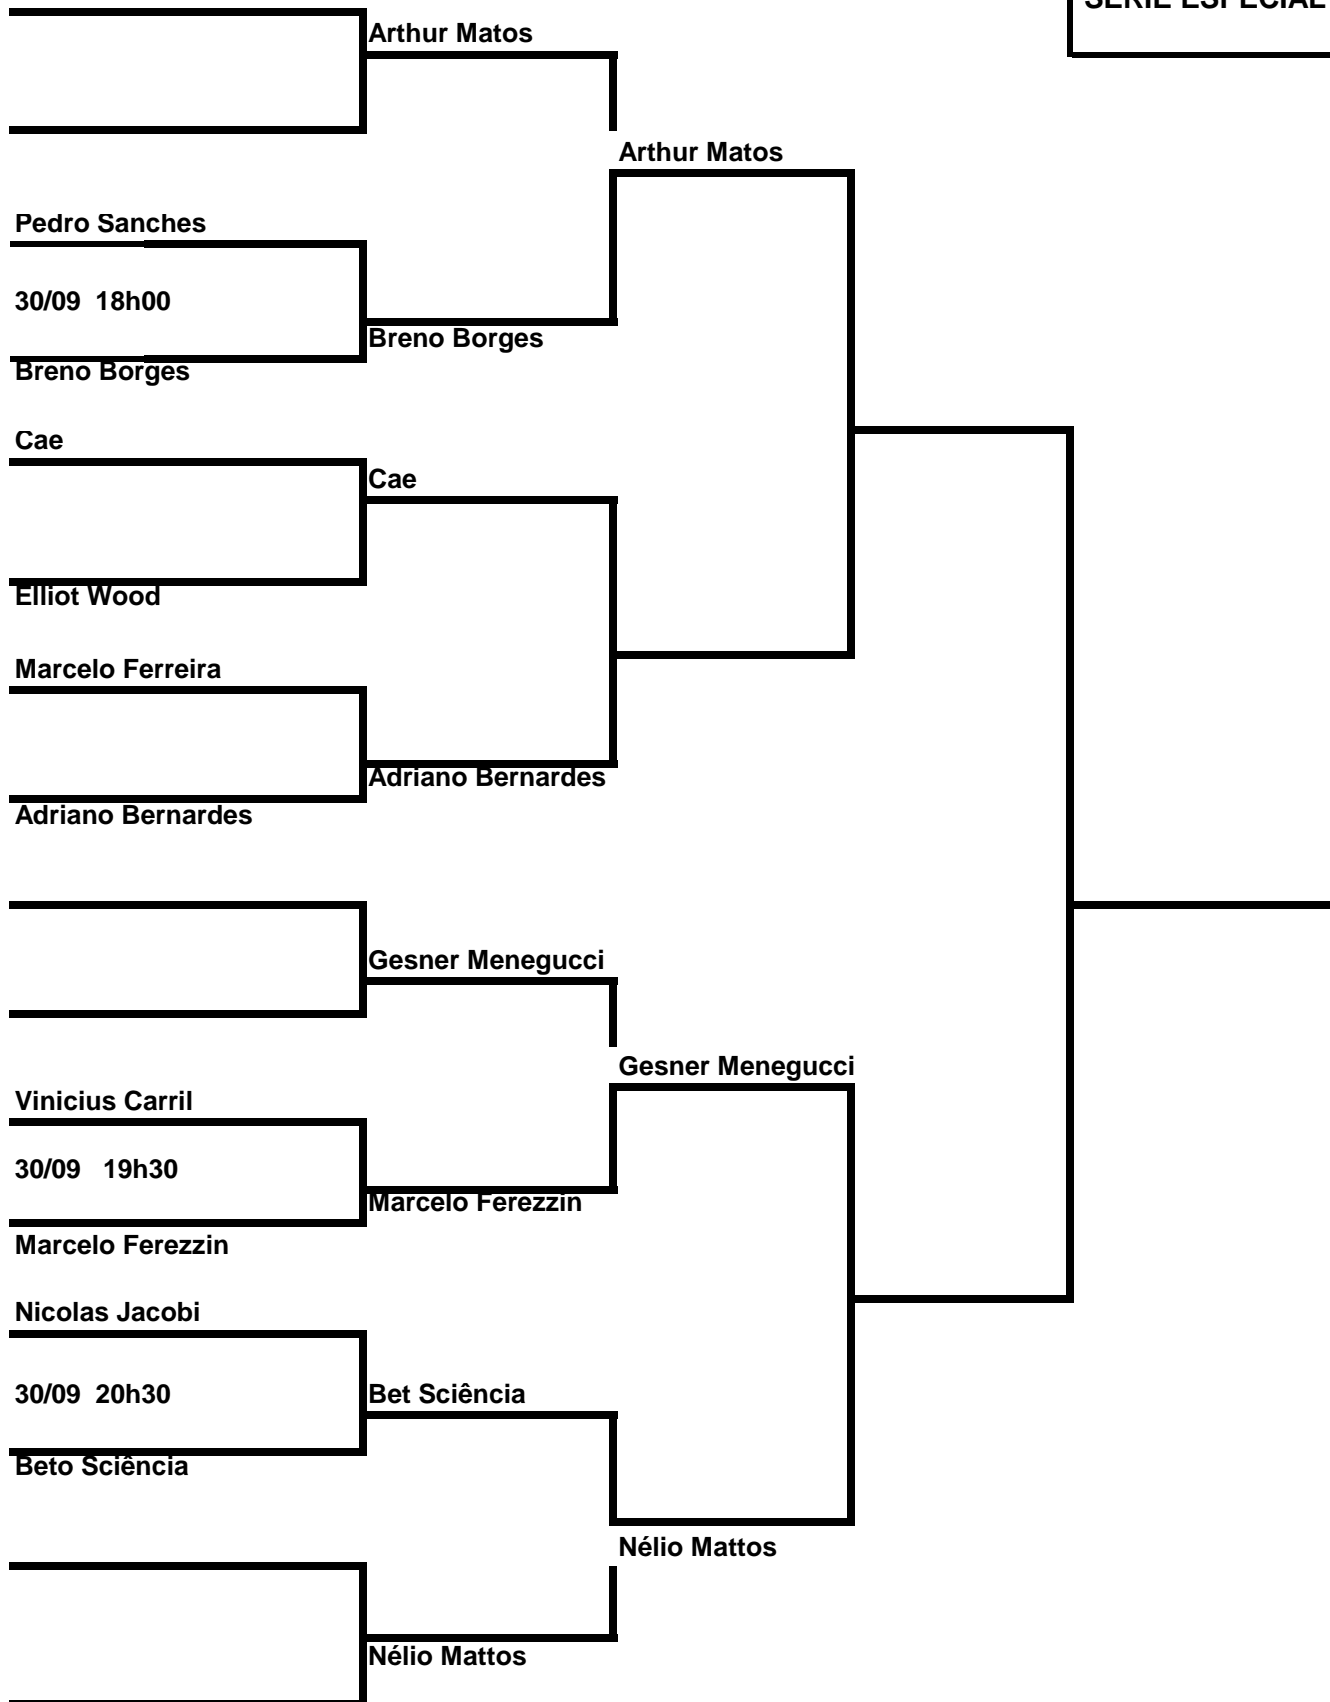 SÉRIE ESPECIAL
Arthur Matos
Arthur Matos
Pedro Sanches
30/09 18h00
Breno Borges
Breno Borges
Cae
Cae
Elliot Wood
Marcelo Ferreira
Adriano Bernardes
Adriano Bernardes
Gesner Menegucci
Gesner Menegucci
Vinicius Carril
30/09 19h30
Marcelo Ferezzin
Marcelo Ferezzin
Nicolas Jacobi
30/09 20h30
Bet Sciência
Beto Sciência
Nélio Mattos
Nélio Mattos